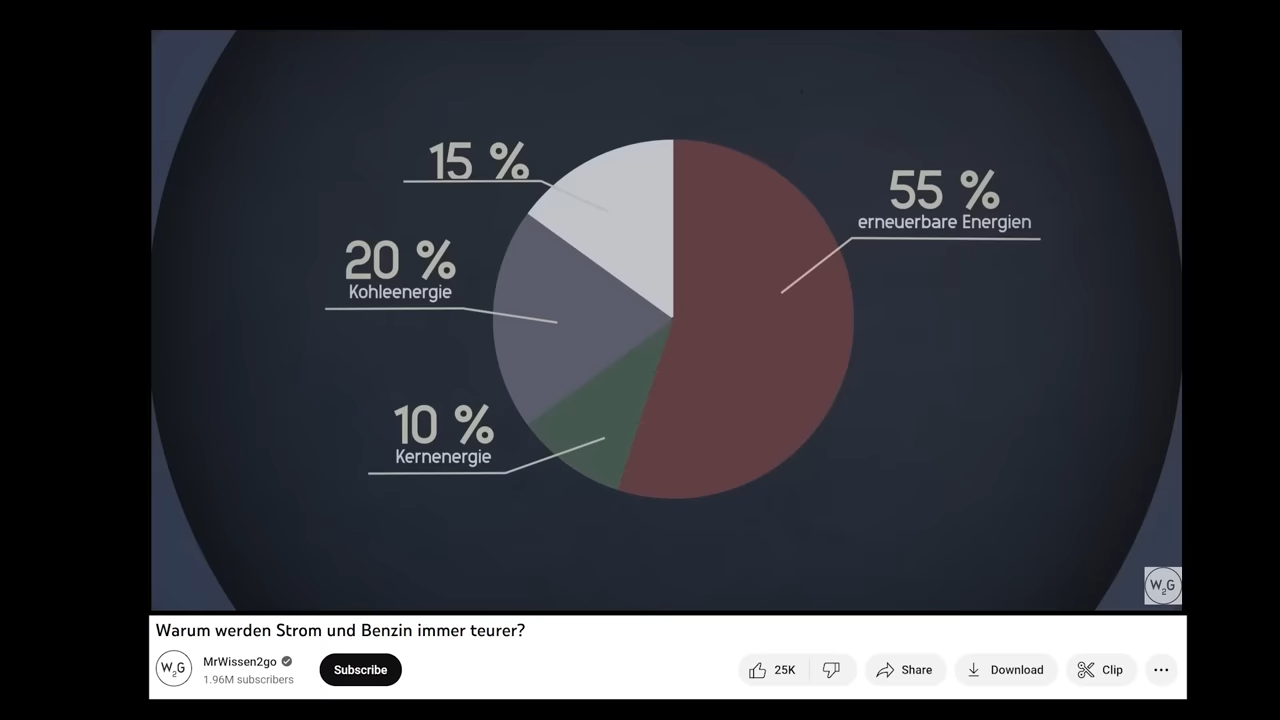 15 %
55 %
erneuerbare Energien
20 %
Kohleenergie
10 %
Kernenergie
W2G
Warum werden Strom und Benzin immer teurer?
W2G
MrWissen2go
1.96M subscribers
Subscribe
25K
Share
Download
Clip